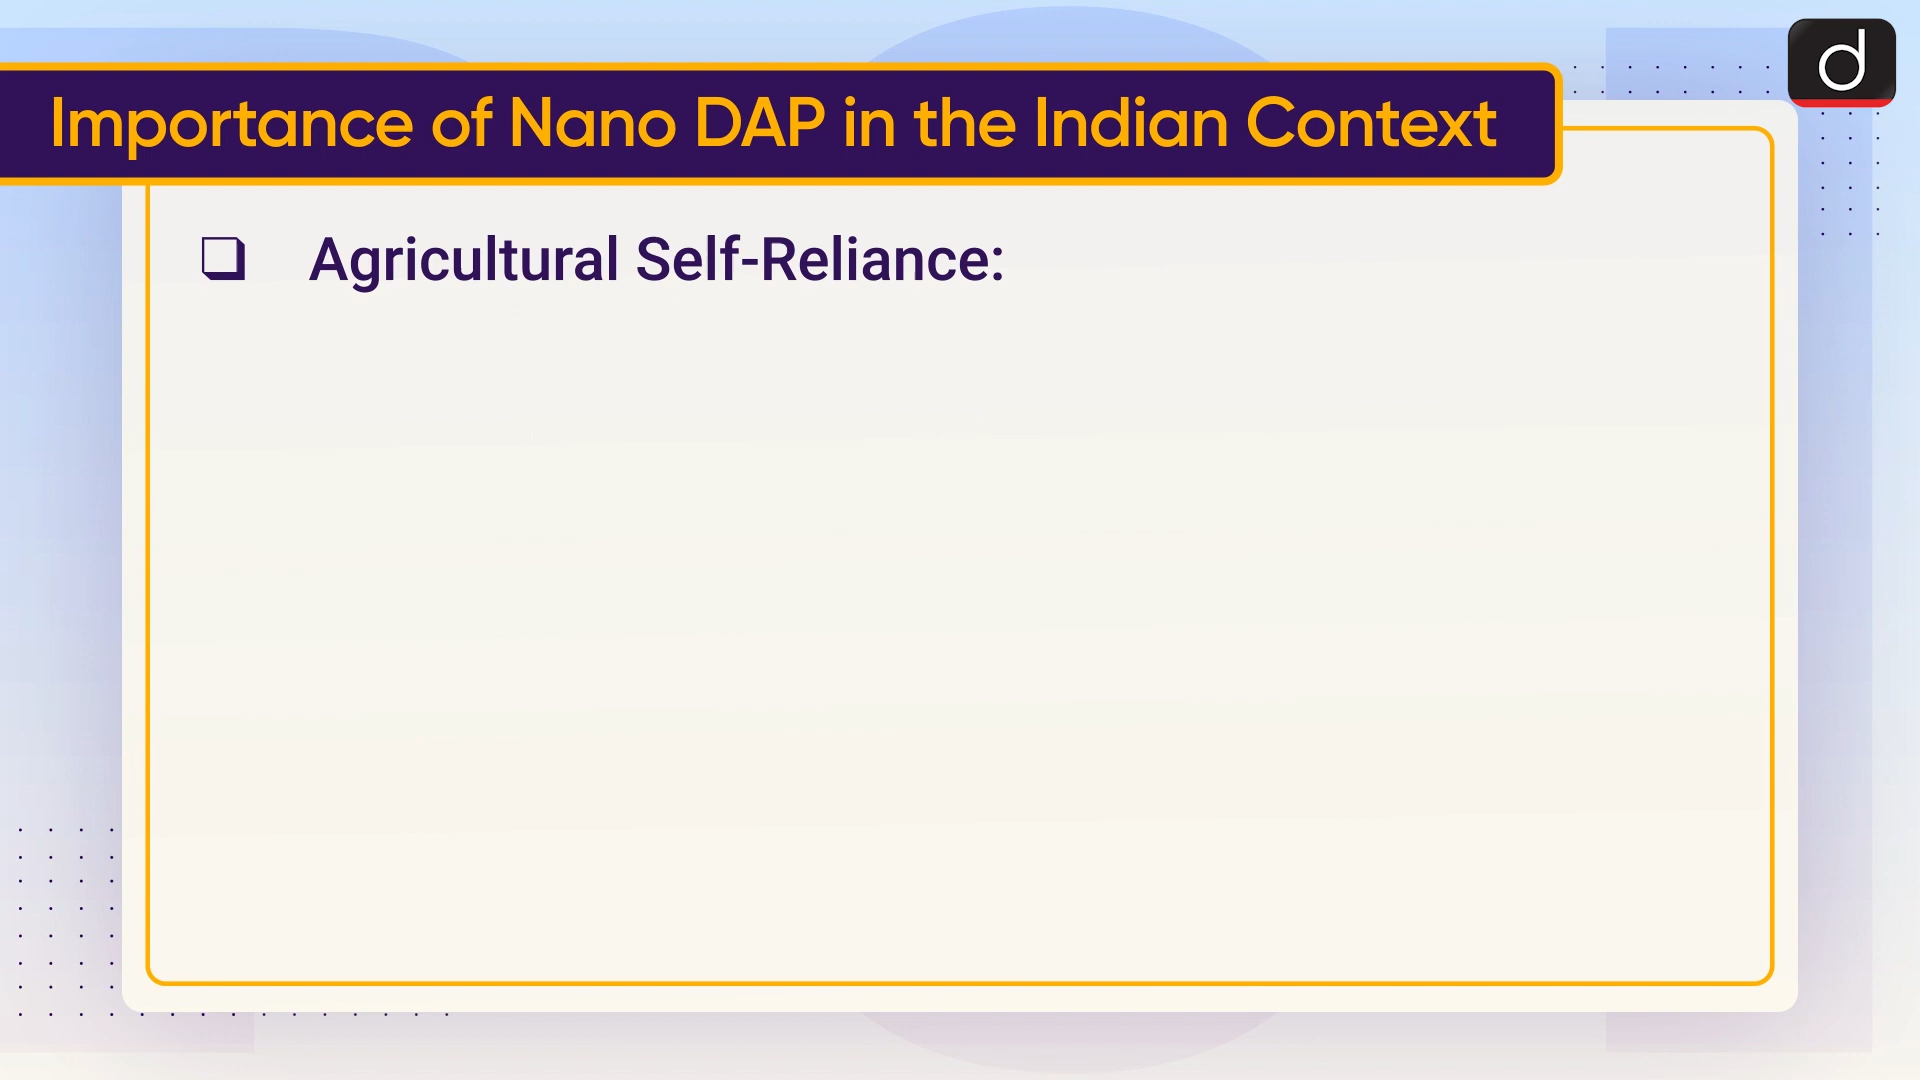 Importance of Nano DAP in the Indian Context
d
❑ Agricultural Self-Reliance: